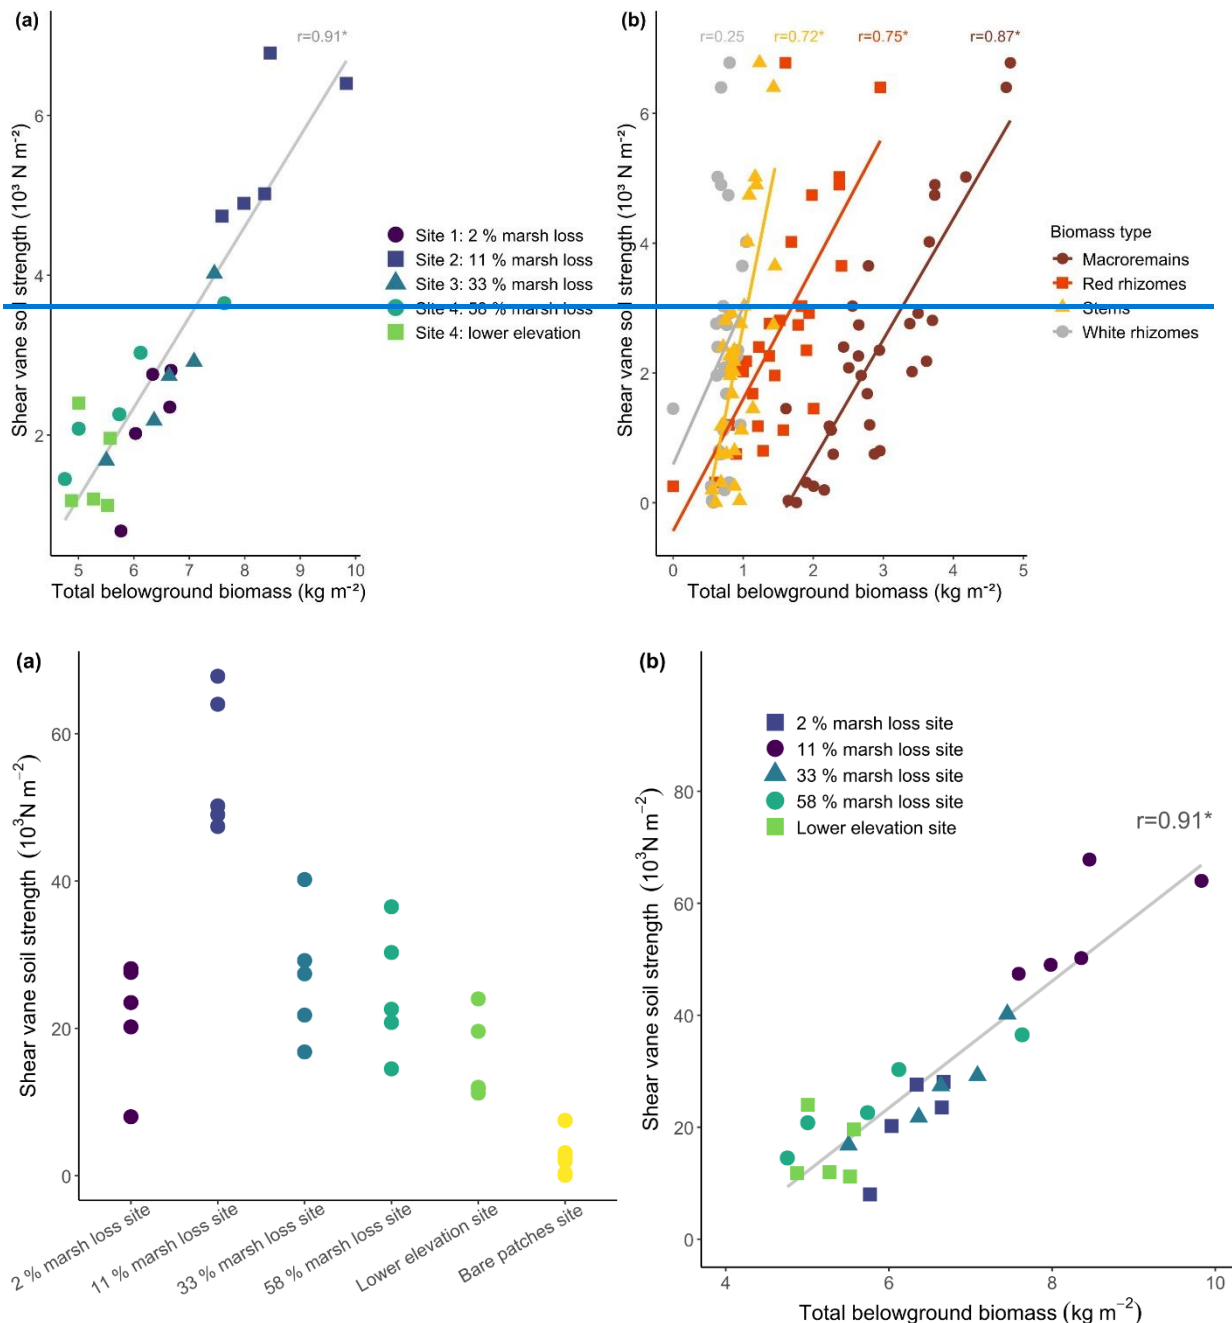 (a)
r=0.91*
Shear vane soil strength (10³ N m⁻²)
6
4
2
5 6 7 8 9 10
Total belowground biomass (kg m⁻²)
Site 1: 2 % marsh loss
Site 2: 11 % marsh loss
Site 3: 33 % marsh loss
Site 4: 58 % marsh loss
Site 4: lower elevation
(b)
r=0.25 r=0.72* r=0.75* r=0.87*
Shear vane soil strength (10³ N m⁻²)
6
4
2
0
0 1 2 3 4 5
Total belowground biomass (kg m⁻²)
Biomass type
Macroremains
Red rhizomes
Stems
White rhizomes
(a)
Shear vane soil strength (10³N m⁻²)
60
40
20
0
2 % marsh loss site
11 % marsh loss site
33 % marsh loss site
58 % marsh loss site
Lower elevation site
Bare patches site
(b)
2 % marsh loss site
11 % marsh loss site
33 % marsh loss site
58 % marsh loss site
Lower elevation site
r=0.91*
Shear vane soil strength (10³N m⁻²)
80
60
40
20
0
4 6 8 10
Total belowground biomass (kg m⁻²)